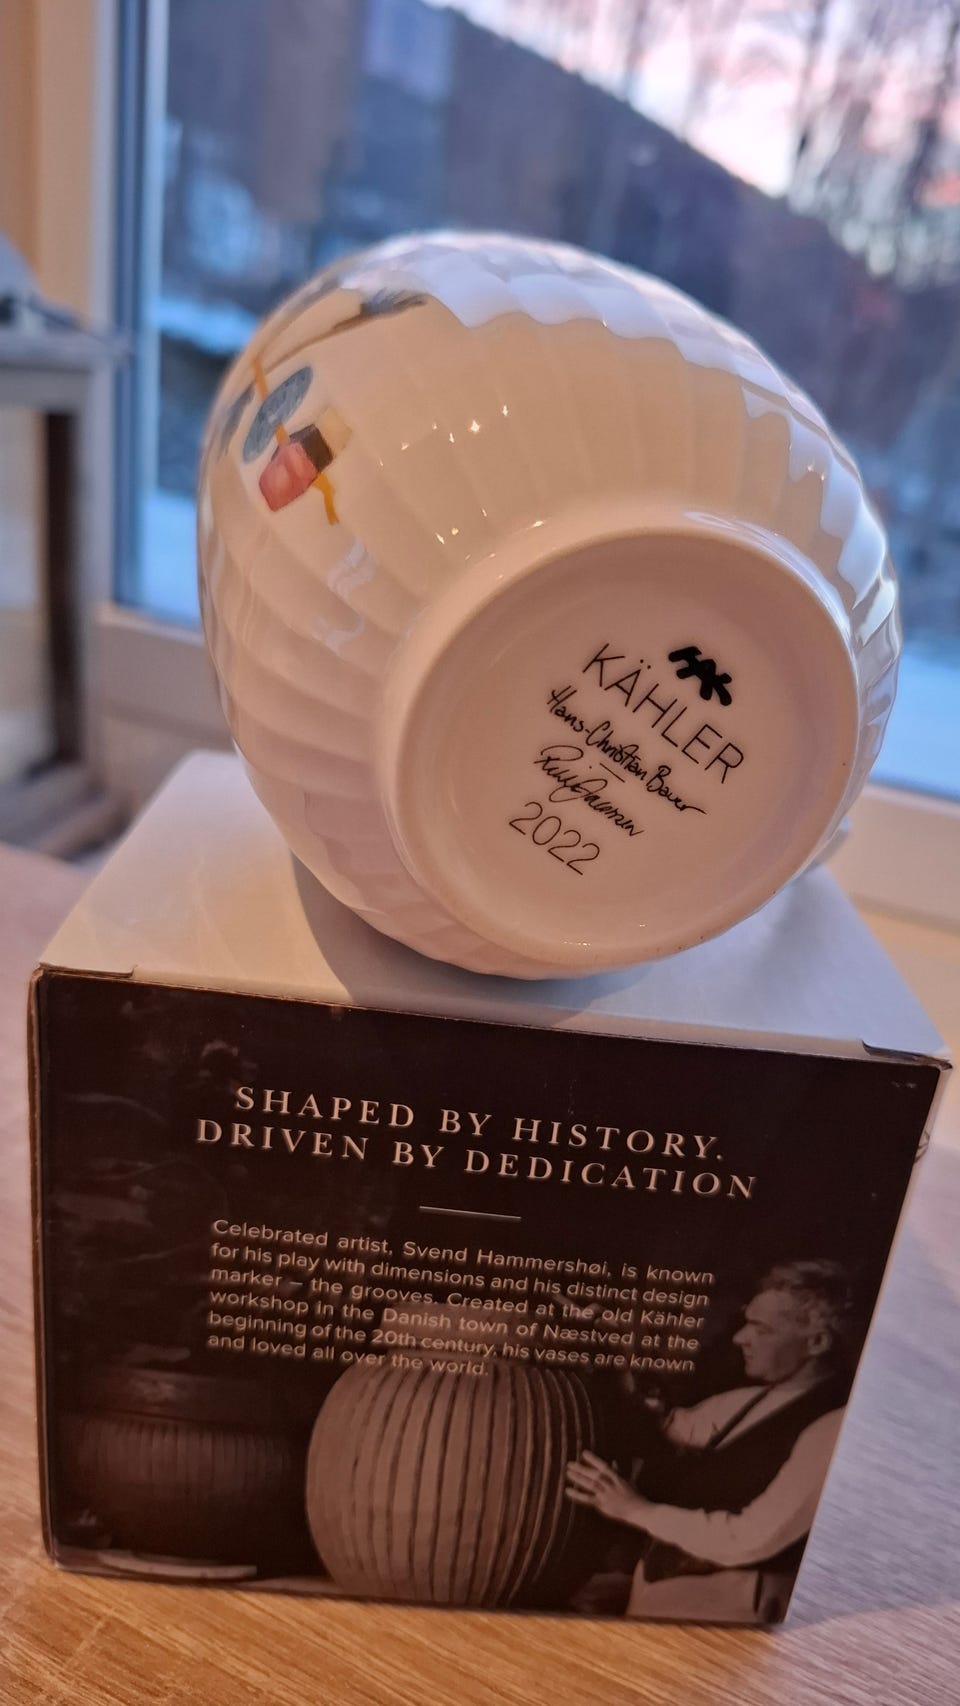 KÄHLER
Hans-Christian Bauer
2022
SHAPED BY HISTORY.
DRIVEN BY DEDICATION
Celebrated artist, Svend Hammershøi, is known
for his play with dimensions and his distinct design
marker – the grooves. Created at the old Kähler
workshop in the Danish town of Næstved at the
beginning of the 20th century, his vases are known
and loved all over the world.